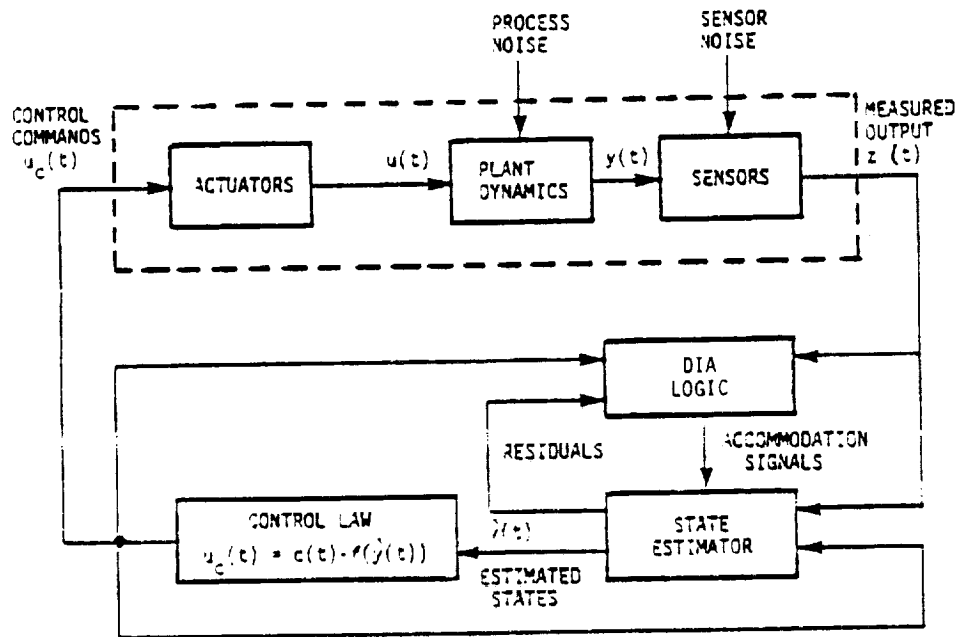 PROCESS
NOISE
SENSOR
NOISE
CONTROL
COMMANDS
u_c(t)
MEASURED
OUTPUT
z (t)
ACTUATORS
u(t)
PLANT
DYNAMICS
y(t)
SENSORS
DIA
LOGIC
RESIDUALS
ACCOMMODATION
SIGNALS
CONTROL LAW
u_c(t) = c(t)-f(ŷ(t))
ŷ(t)
STATE
ESTIMATOR
ESTIMATED
STATES